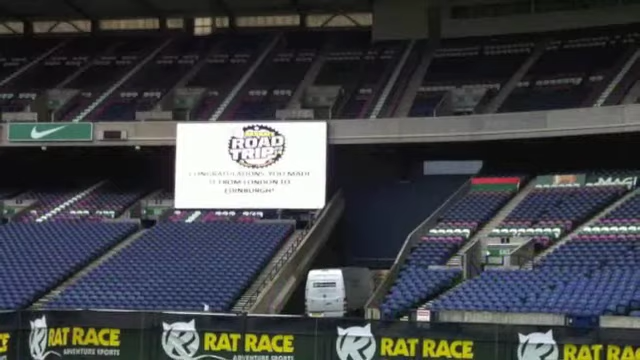 ROAD
TRIP
CONGRATULATIONS, YOU MADE
IT FROM LONDON TO
EDINBURGH!
RAT RACE
ADVENTURE SPORTS
RAT RACE
ADVENTURE SPORTS
RAT RACE
RAT RACE